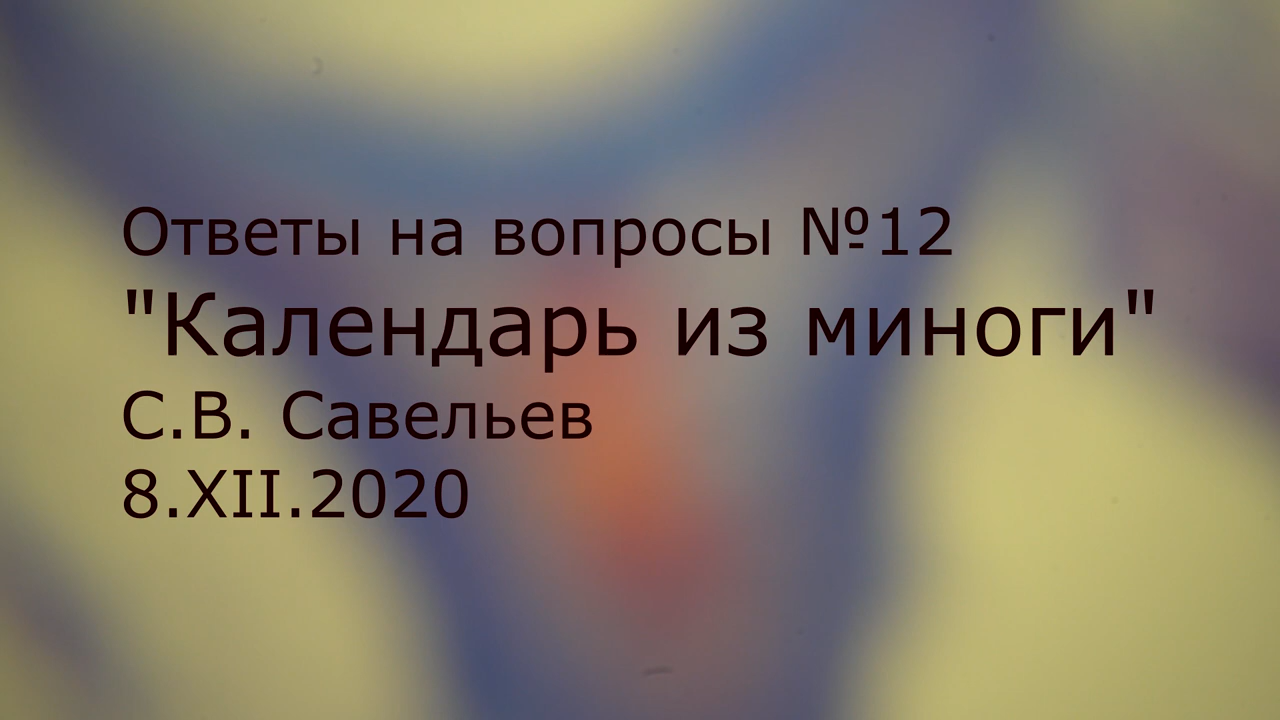 Ответы на вопросы №12
"Календарь из миноги"
С.В. Савельев
8.XII.2020